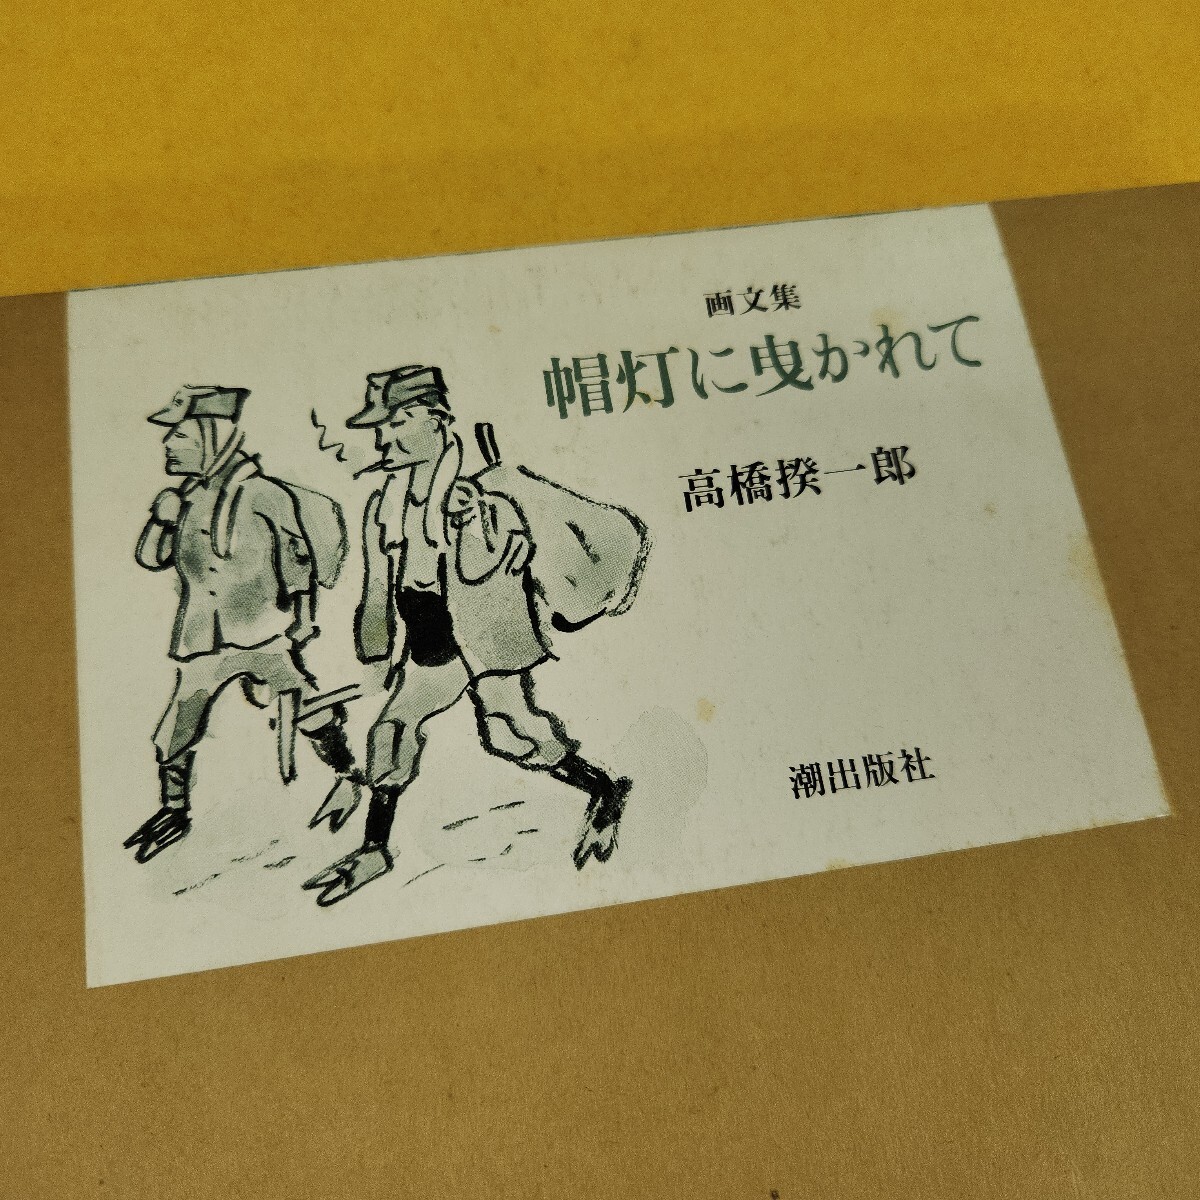 画文集
帽灯に曳かれて
高橋揆一郎
潮出版社